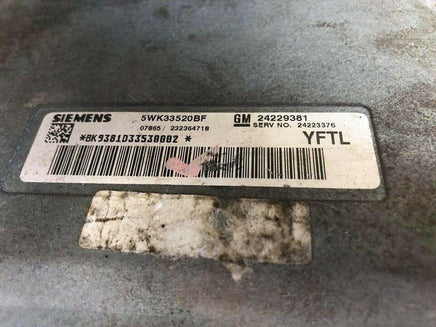 SIEMENS 5WK33520BF GM 24229381
07865/ 232364718 SERV NO. 24223376
*BK9381D33530002 * YFTL